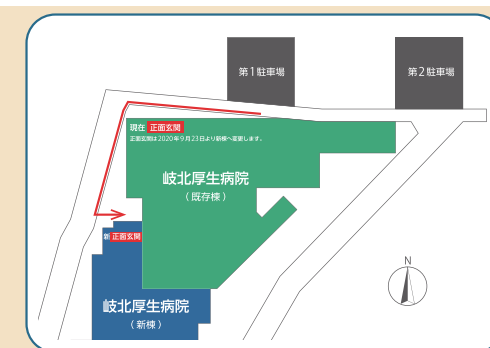 第1駐車場
第2駐車場
現在 正面玄関
正面玄関は2020年9月23日より新棟へ変更します。
岐北厚生病院
（既存棟）
新 正面玄関
岐北厚生病院
（新棟）
N